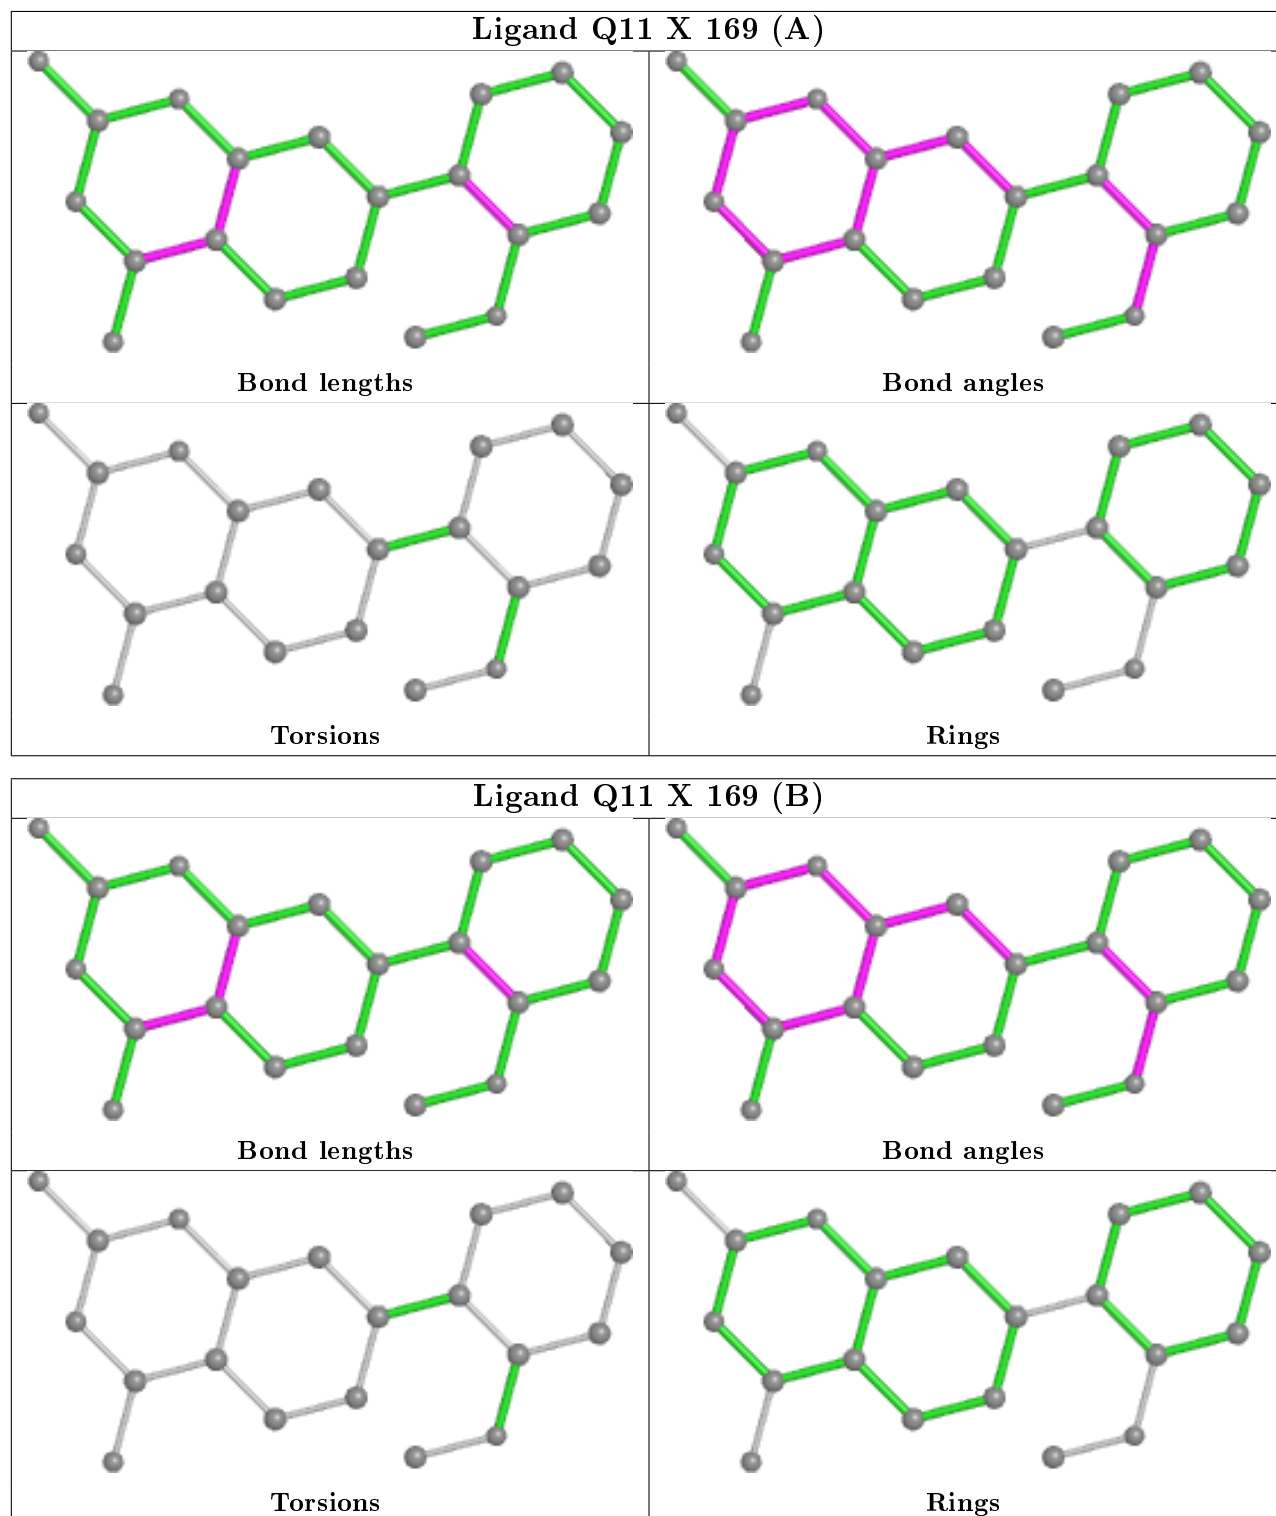 Ligand Q11 X 169 (A)
Bond lengths
Bond angles
Torsions
Rings
Ligand Q11 X 169 (B)
Bond lengths
Bond angles
Torsions
Rings